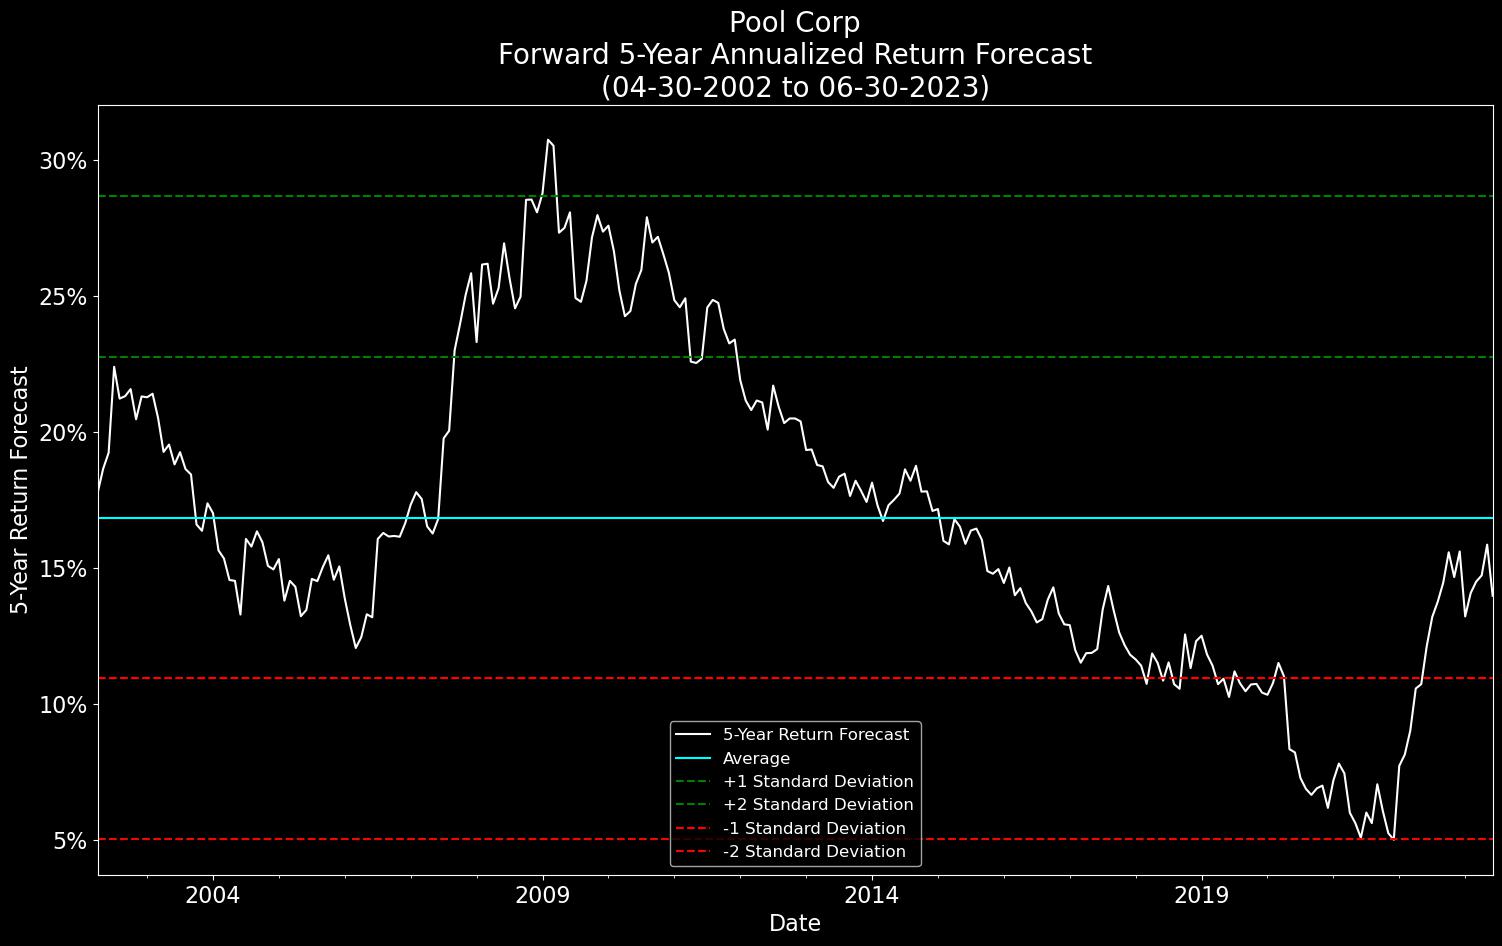 Pool Corp
Forward 5-Year Annualized Return Forecast
(04-30-2002 to 06-30-2023)
5-Year Return Forecast
30%
25%
20%
15%
10%
5%
5-Year Return Forecast
Average
+1 Standard Deviation
+2 Standard Deviation
-1 Standard Deviation
-2 Standard Deviation
2004
2009
2014
2019
Date